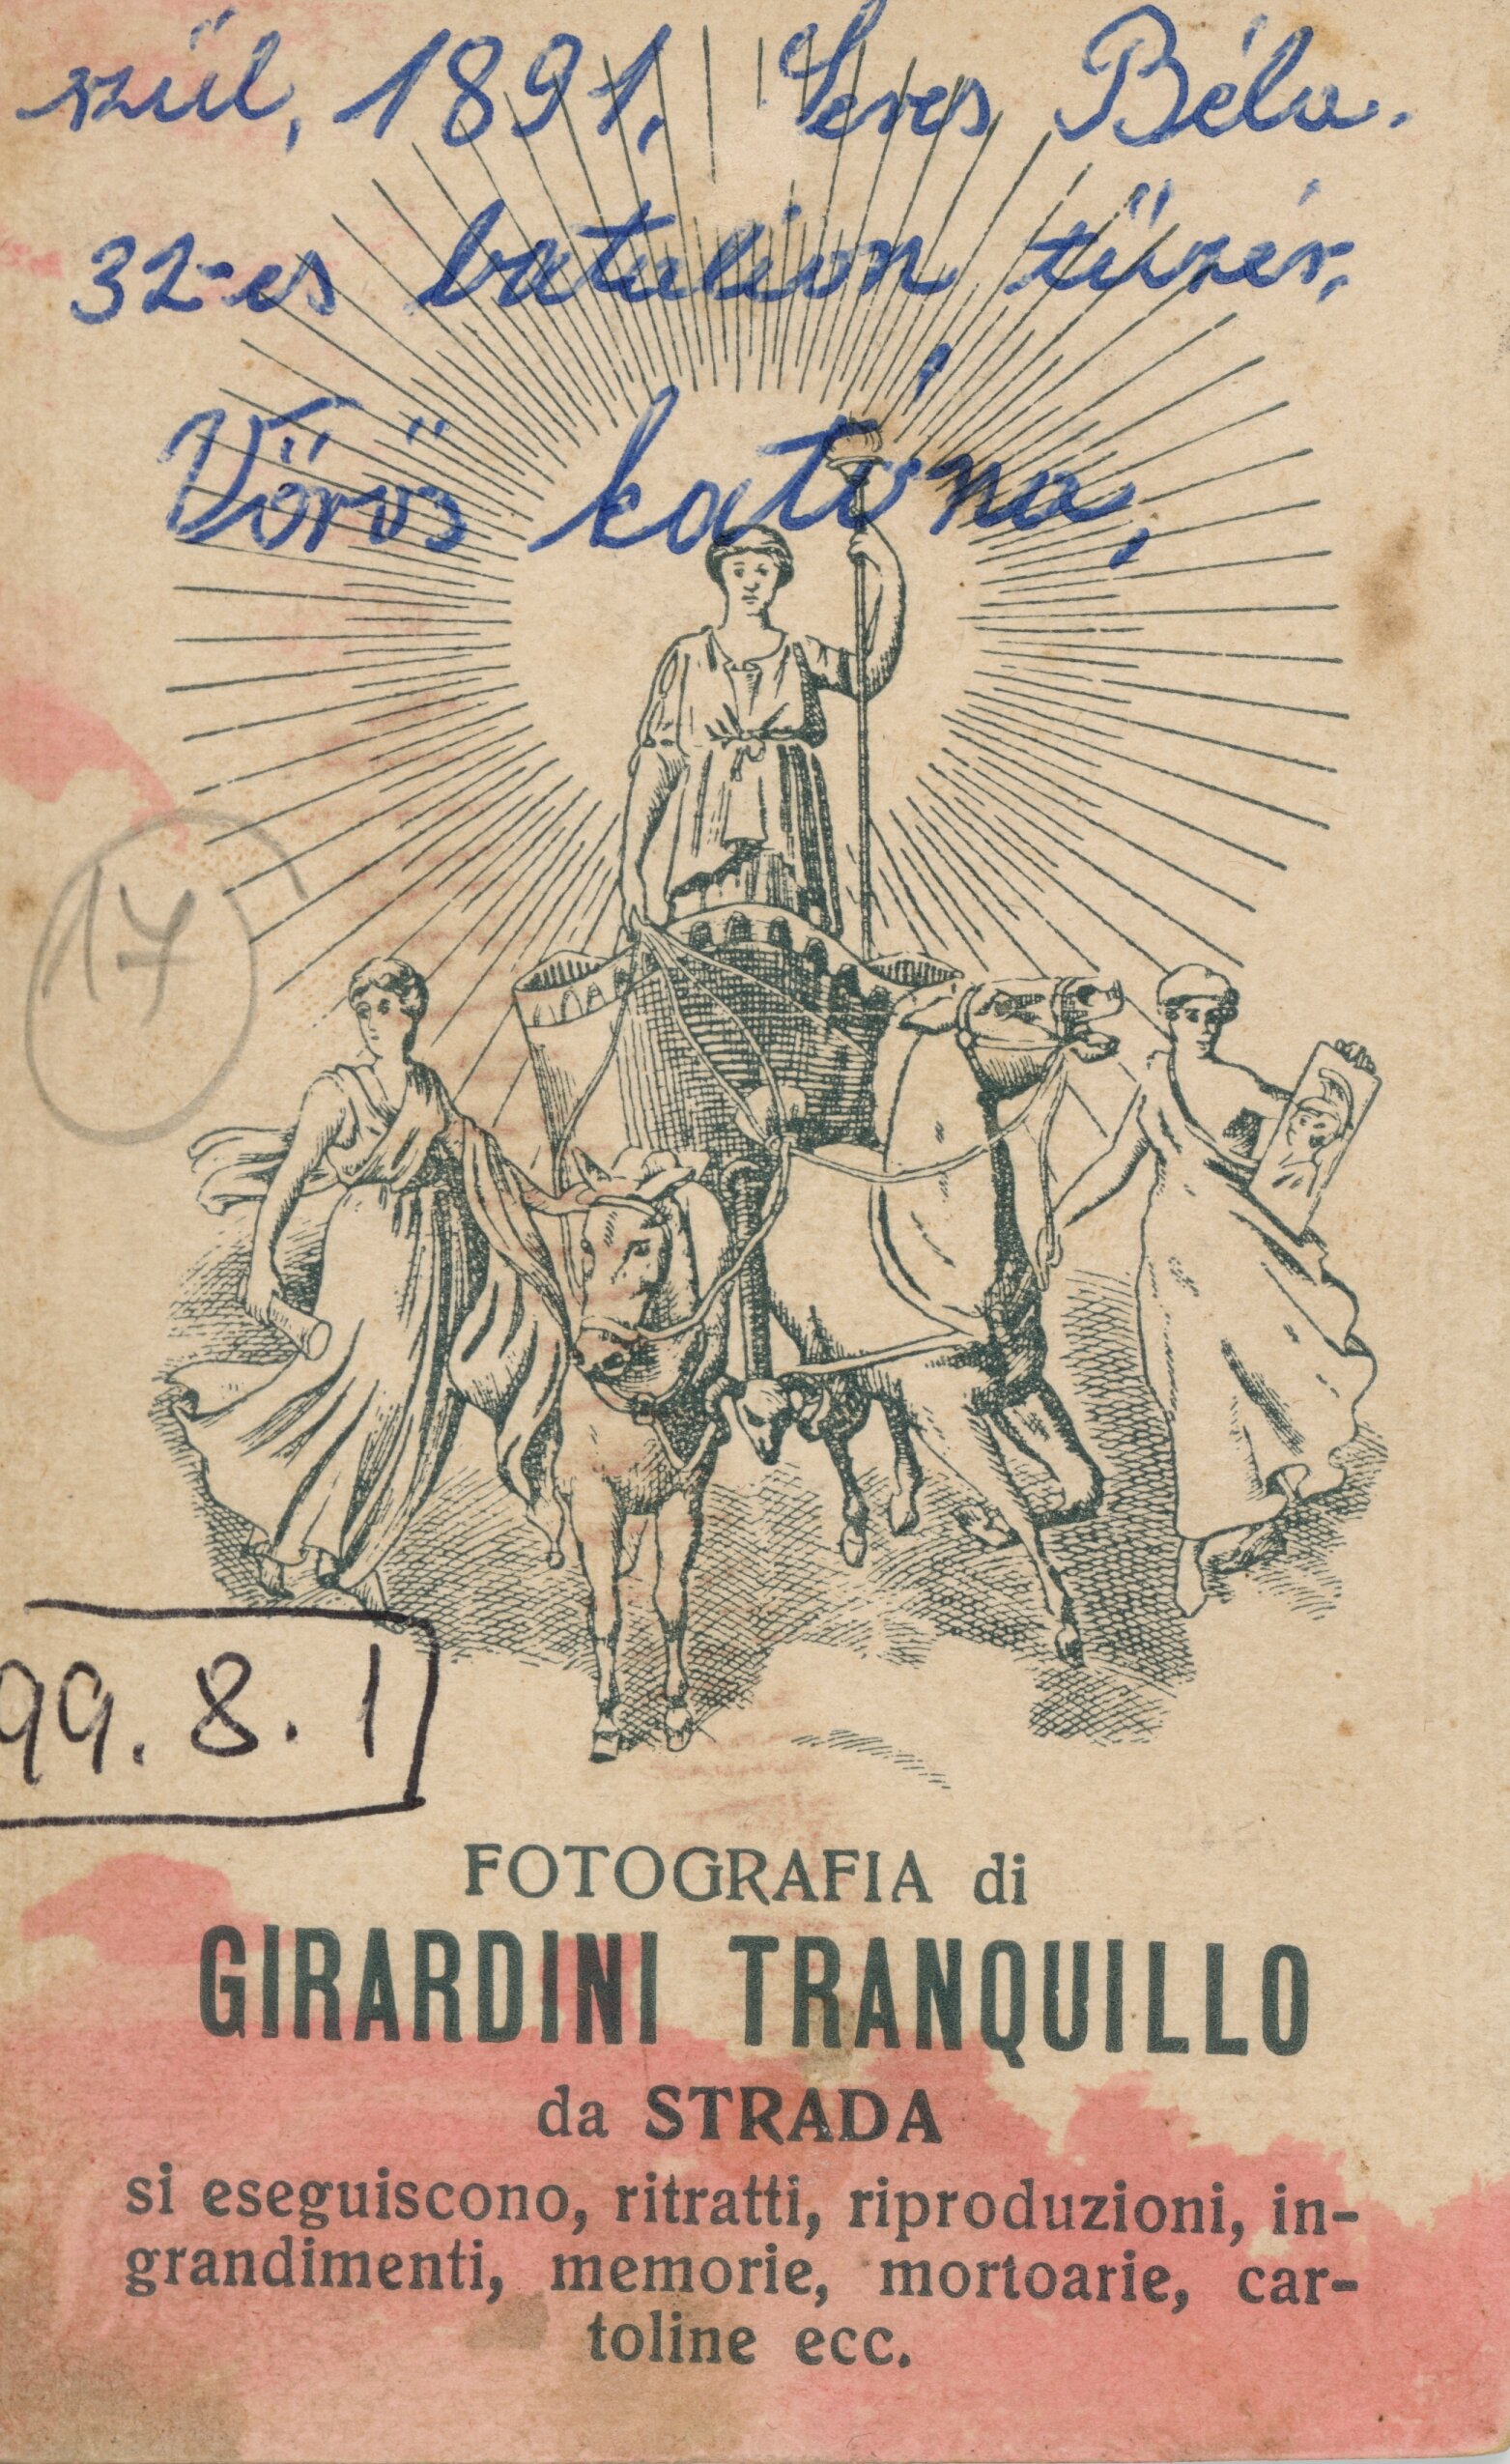 szül, 1891. Veres Béla.
32-es batalion tüzér,
Vörös katóna,
17
99.8.1
FOTOGRAFIA di
GIRARDINI TRANQUILLO
da STRADA
si eseguiscono, ritratti, riproduzioni, in-
grandimenti, memorie, mortoarie, car-
toline ecc.